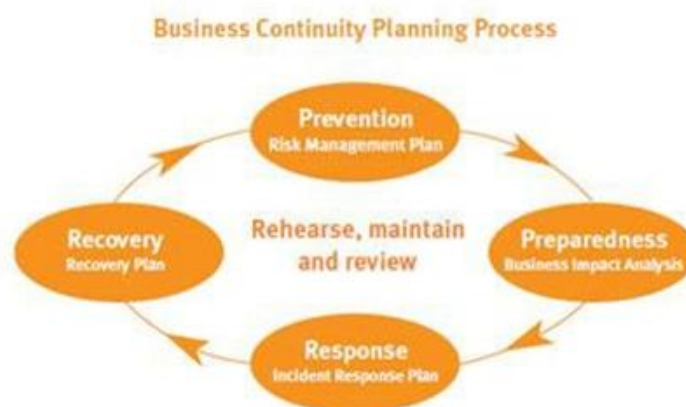 Business Continuity Planning Process
Prevention
Risk Management Plan
Recovery
Recovery Plan
Rehearse, maintain
and review
Preparedness
Business Impact Analysis
Response
Incident Response Plan